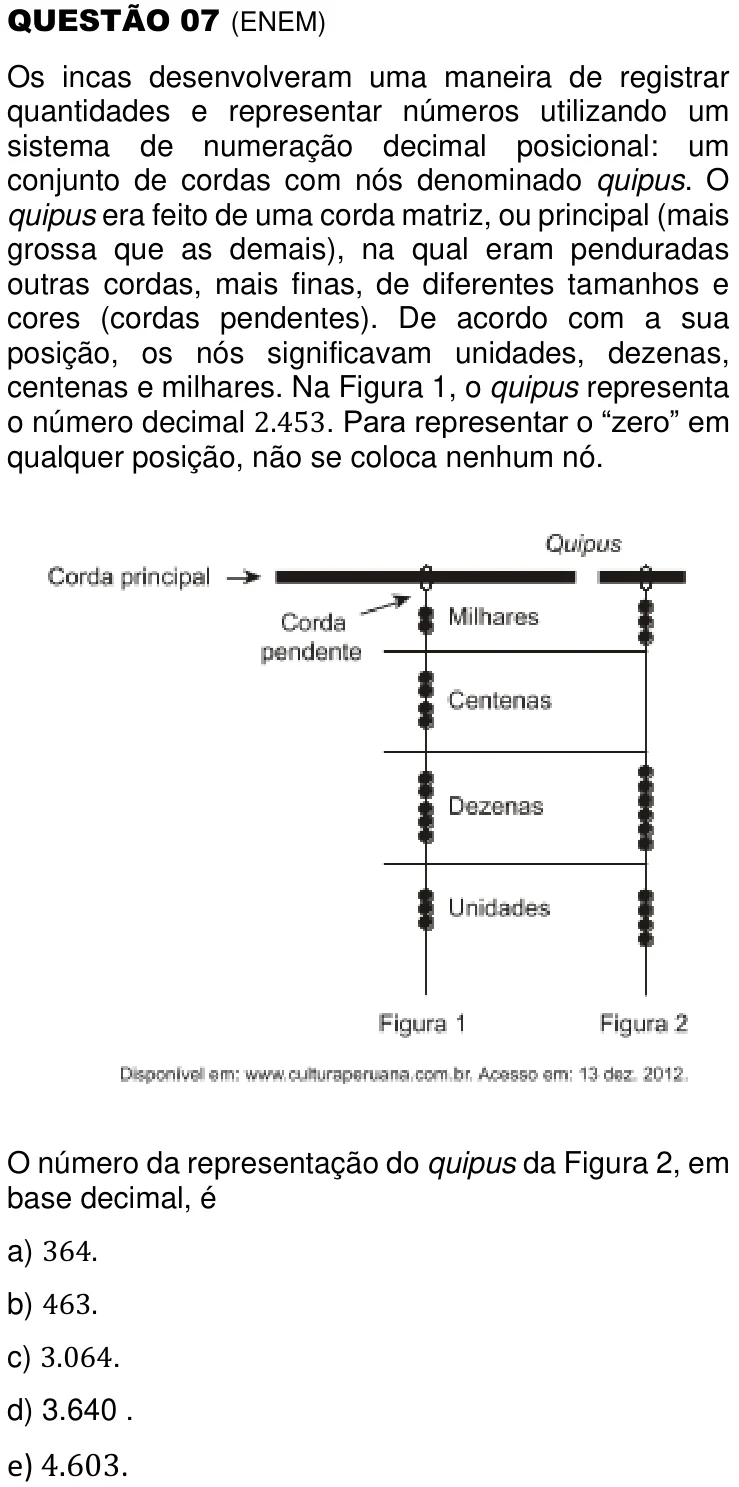 QUESTÃO 07 (ENEM)
Os incas desenvolveram uma maneira de registrar
quantidades e representar números utilizando um
sistema de numeração decimal posicional: um
conjunto de cordas com nós denominado quipus. O
quipus era feito de uma corda matriz, ou principal (mais
grossa que as demais), na qual eram penduradas
outras cordas, mais finas, de diferentes tamanhos e
cores (cordas pendentes). De acordo com a sua
posição, os nós significavam unidades, dezenas,
centenas e milhares. Na Figura 1, o quipus representa
o número decimal 2.453. Para representar o “zero” em
qualquer posição, não se coloca nenhum nó.
Quipus
Corda principal
Corda
pendente
Milhares
Centenas
Dezenas
Unidades
Figura 1
Figura 2
Disponível em: www.culturaperuana.com.br. Acesso em: 13 dez. 2012.
O número da representação do quipus da Figura 2, em
base decimal, é
a) 364.
b) 463.
c) 3.064.
d) 3.640 .
e) 4.603.